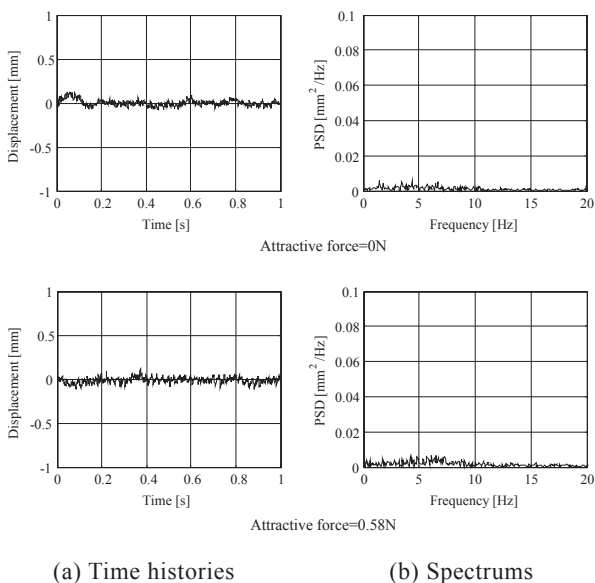 Displacement [mm]
1
0.5
0
-0.5
-1
0 0.2 0.4 0.6 0.8 1
Time [s]
PSD [mm²/Hz]
0.1
0.08
0.06
0.04
0.02
0
0 5 10 15 20
Frequency [Hz]
Attractive force=0N
Displacement [mm]
1
0.5
0
-0.5
-1
0 0.2 0.4 0.6 0.8 1
Time [s]
PSD [mm²/Hz]
0.1
0.08
0.06
0.04
0.02
0
0 5 10 15 20
Frequency [Hz]
Attractive force=0.58N
(a) Time histories (b) Spectrums